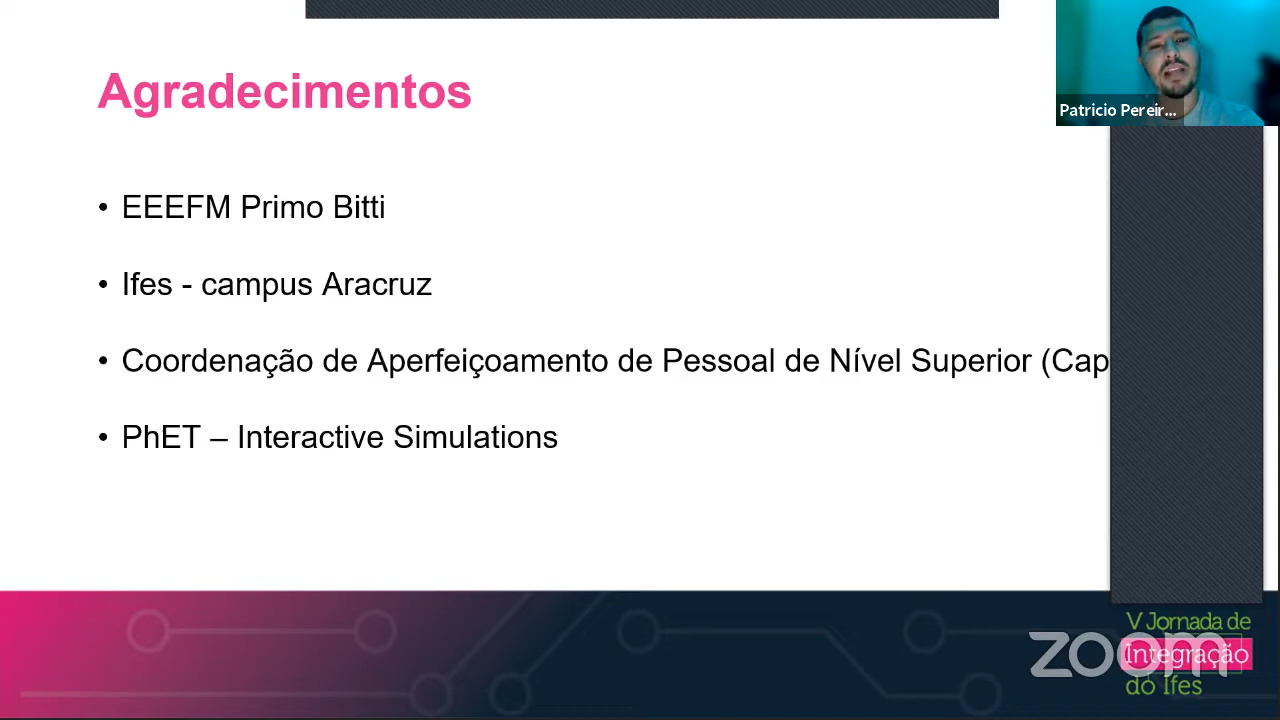 Agradecimentos
Patricio Pereir...
• EEEFM Primo Bitti
• Ifes - campus Aracruz
• Coordenação de Aperfeiçoamento de Pessoal de Nível Superior (Cap
• PhET – Interactive Simulations
V Jornada de
zoom
Integração
do Ifes